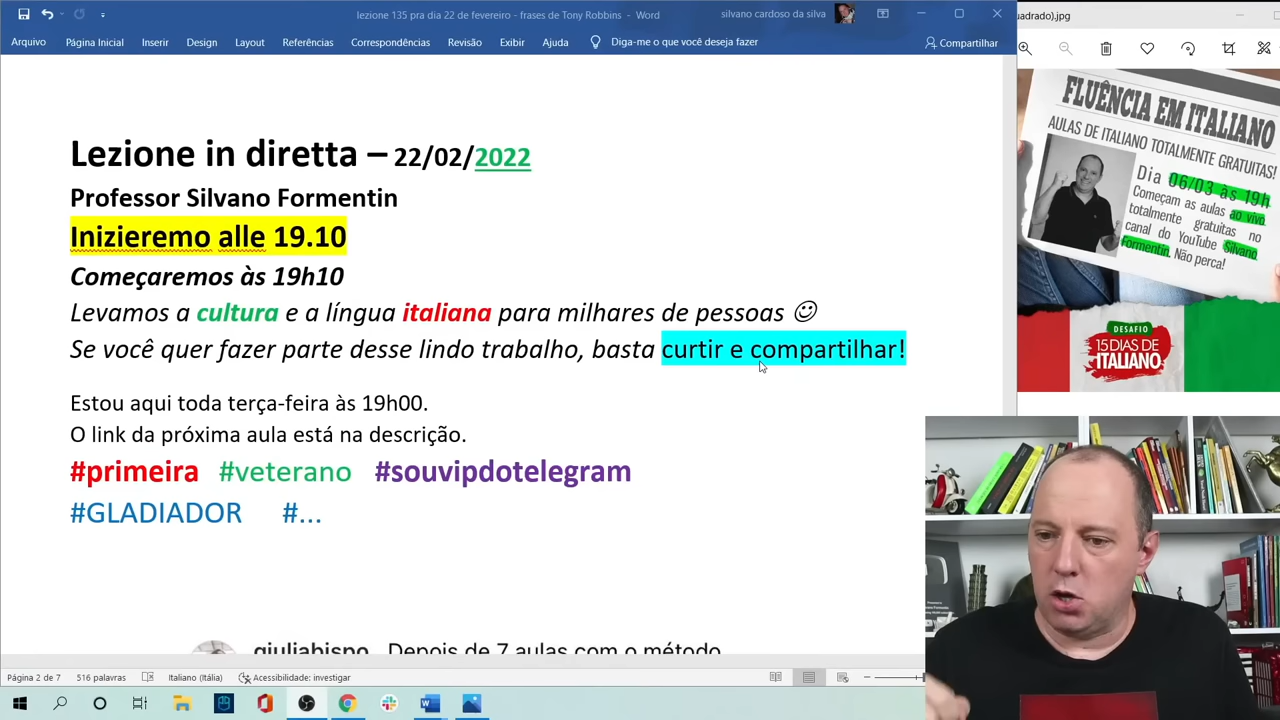 lezione 135 pra dia 22 de fevereiro - frases de Tony Robbins - Word
silvano cardoso da silva
uadrado).jpg
Arquivo Página Inicial Inserir Design Layout Referências Correspondências Revisão Exibir Ajuda Diga-me o que você deseja fazer Compartilhar
Lezione in diretta – 22/02/2022
Professor Silvano Formentin
Inizieremo alle 19.10
Começaremos às 19h10
Levamos a cultura e a língua italiana para milhares de pessoas ☺
Se você quer fazer parte desse lindo trabalho, basta curtir e compartilhar!
Estou aqui toda terça-feira às 19h00.
O link da próxima aula está na descrição.
#primeira #veterano #souvipdotelegram
#GLADIADOR #...
giuliabispo Depois de 7 aulas com o método
FLUÊNCIA EM ITALIANO
AULAS DE ITALIANO TOTALMENTE GRATUITAS!
Dia 06/03 às 19h
Começam as aulas ao vivo
totalmente gratuitas no
canal do YouTube Silvano
Formentin. Não perca!
DESAFIO
15 DIAS DE
ITALIANO
Página 2 de 7 516 palavras Italiano (Itália) Acessibilidade: investigar